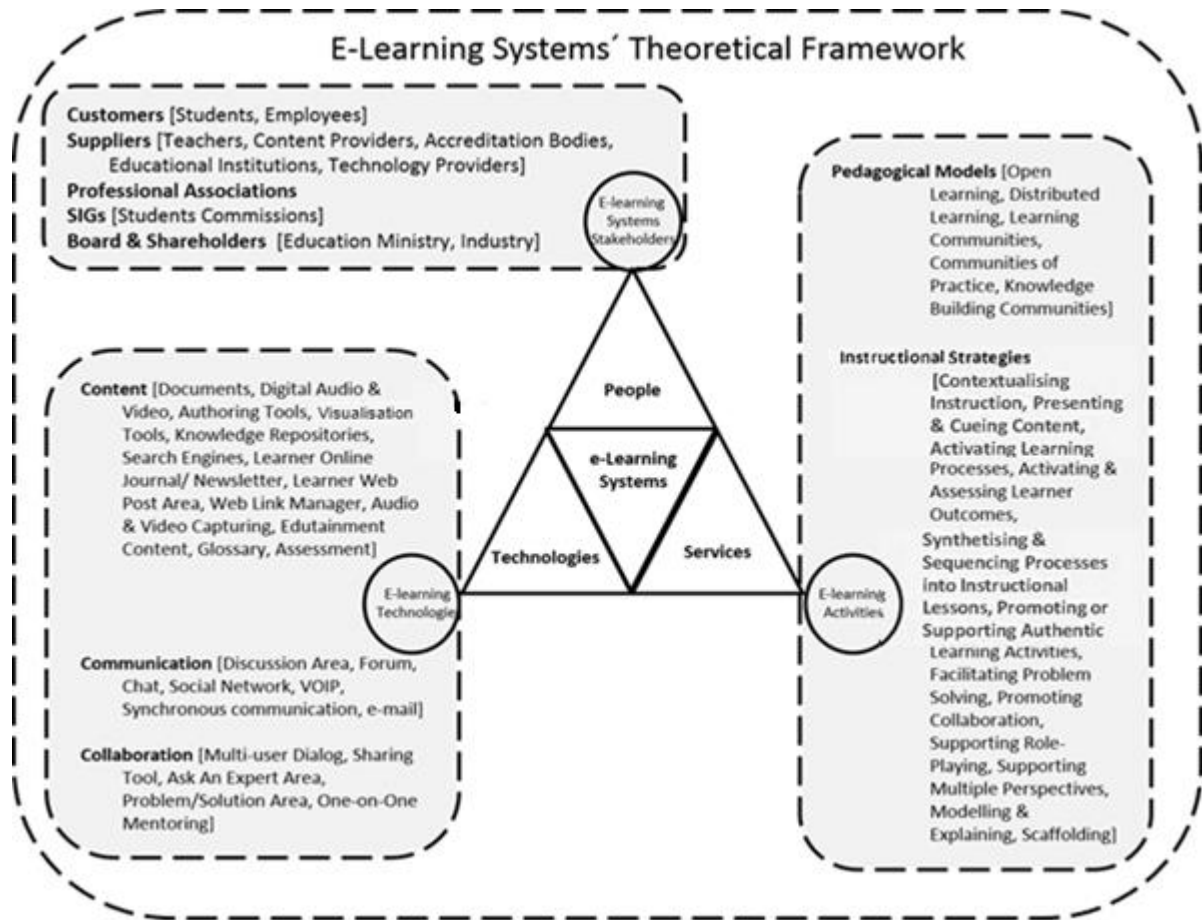 E-Learning Systems´ Theoretical Framework
Customers [Students, Employees]
Suppliers [Teachers, Content Providers, Accreditation Bodies,
Educational Institutions, Technology Providers]
Professional Associations
SIGs [Students Commissions]
Board & Shareholders [Education Ministry, Industry]
E-learning
Systems
Stakeholders
Pedagogical Models [Open
Learning, Distributed
Learning, Learning
Communities,
Communities of
Practice, Knowledge
Building Communities]
Instructional Strategies
[Contextualising
Instruction, Presenting
& Cueing Content,
Activating Learning
Processes, Activating &
Assessing Learner
Outcomes,
Synthetising &
Sequencing Processes
into Instructional
Lessons, Promoting or
Supporting Authentic
Learning Activities,
Facilitating Problem
Solving, Promoting
Collaboration,
Supporting Role-
Playing, Supporting
Multiple Perspectives,
Modelling &
Explaining, Scaffolding]
People
e-Learning
Systems
Technologies
Services
E-learning
Activities
Content [Documents, Digital Audio &
Video, Authoring Tools, Visualisation
Tools, Knowledge Repositories,
Search Engines, Learner Online
Journal/ Newsletter, Learner Web
Post Area, Web Link Manager, Audio
& Video Capturing, Edutainment
Content, Glossary, Assessment]
E-learning
Technologie
Communication [Discussion Area, Forum,
Chat, Social Network, VOIP,
Synchronous communication, e-mail]
Collaboration [Multi-user Dialog, Sharing
Tool, Ask An Expert Area,
Problem/Solution Area, One-on-One
Mentoring]